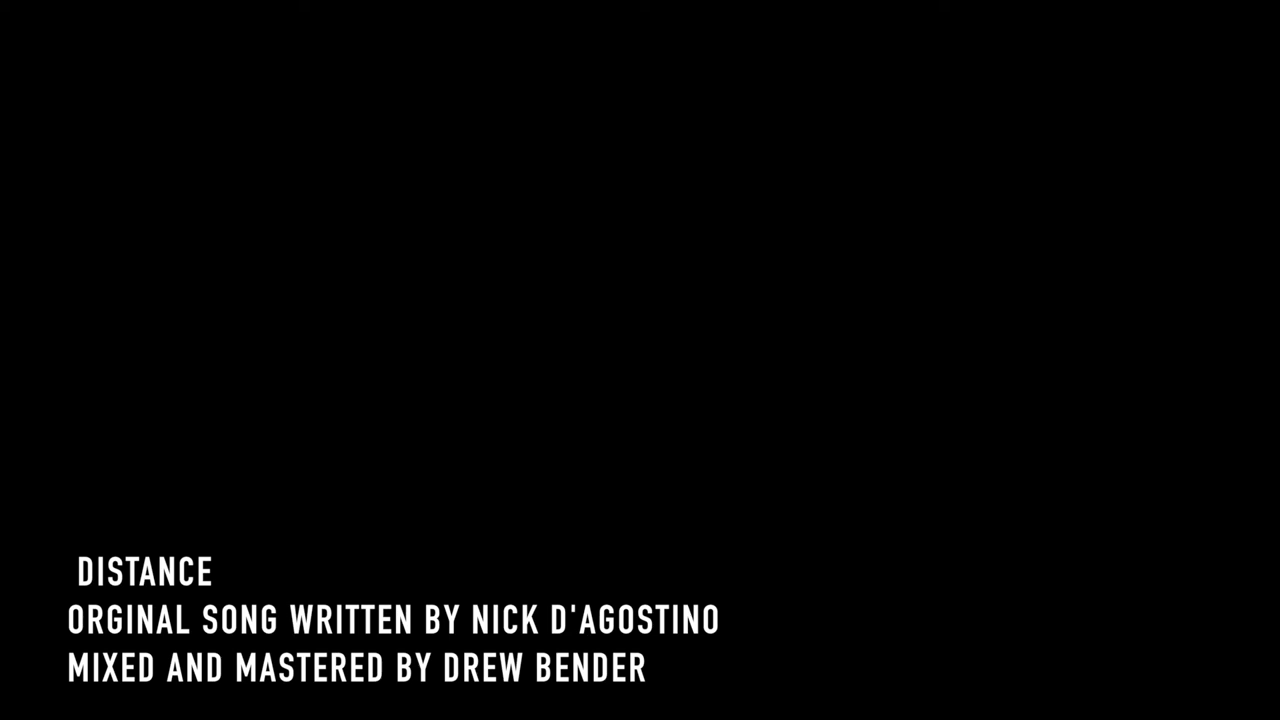 DISTANCE
ORGINAL SONG WRITTEN BY NICK D'AGOSTINO
MIXED AND MASTERED BY DREW BENDER